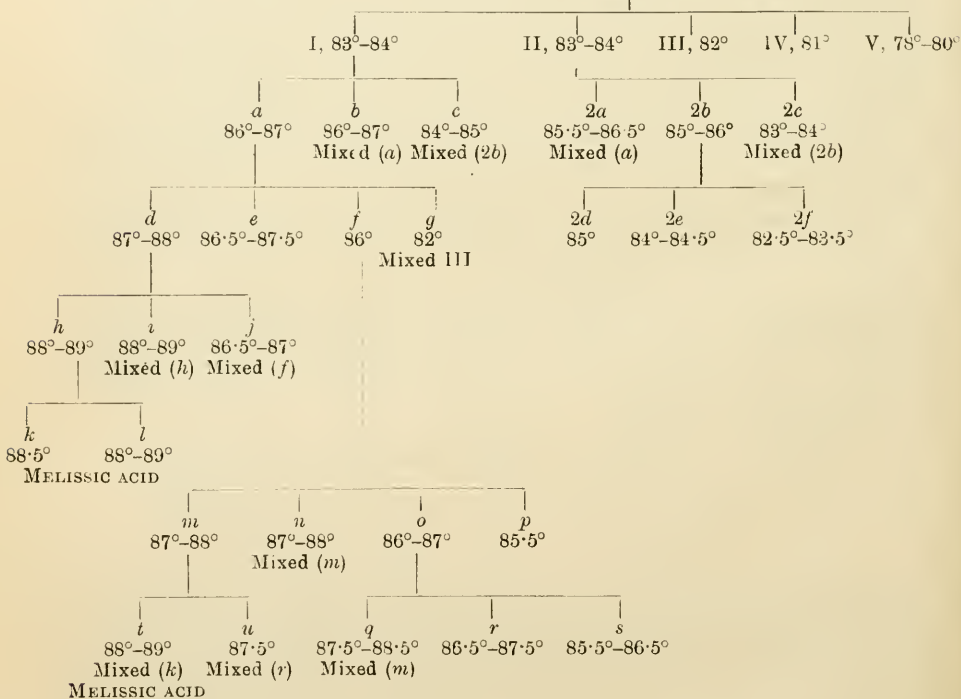 I, 83°–84° II, 83°–84° III, 82° IV, 81° V, 78°–80°
a b c 2a 2b 2c
86°–87° 86°–87° 84°–85° 85·5°–86·5° 85°–86° 83°–84°
Mixed (a) Mixed (2b) Mixed (a) Mixed (2b)
d e f g 2d 2e 2f
87°–88° 86·5°–87·5° 86° 82° 85° 84°–84·5° 82·5°–83·5°
Mixed III
h i j
88°–89° 88°–89° 86·5°–87°
Mixed (h) Mixed (f)
k l
88·5° 88°–89°
MELISSIC ACID
m n o p
87°–88° 87°–88° 86°–87° 85·5°
Mixed (m)
t u q r s
88°–89° 87·5° 87·5°–88·5° 86·5°–87·5° 85·5°–86·5°
Mixed (k) Mixed (r) Mixed (m)
MELISSIC ACID